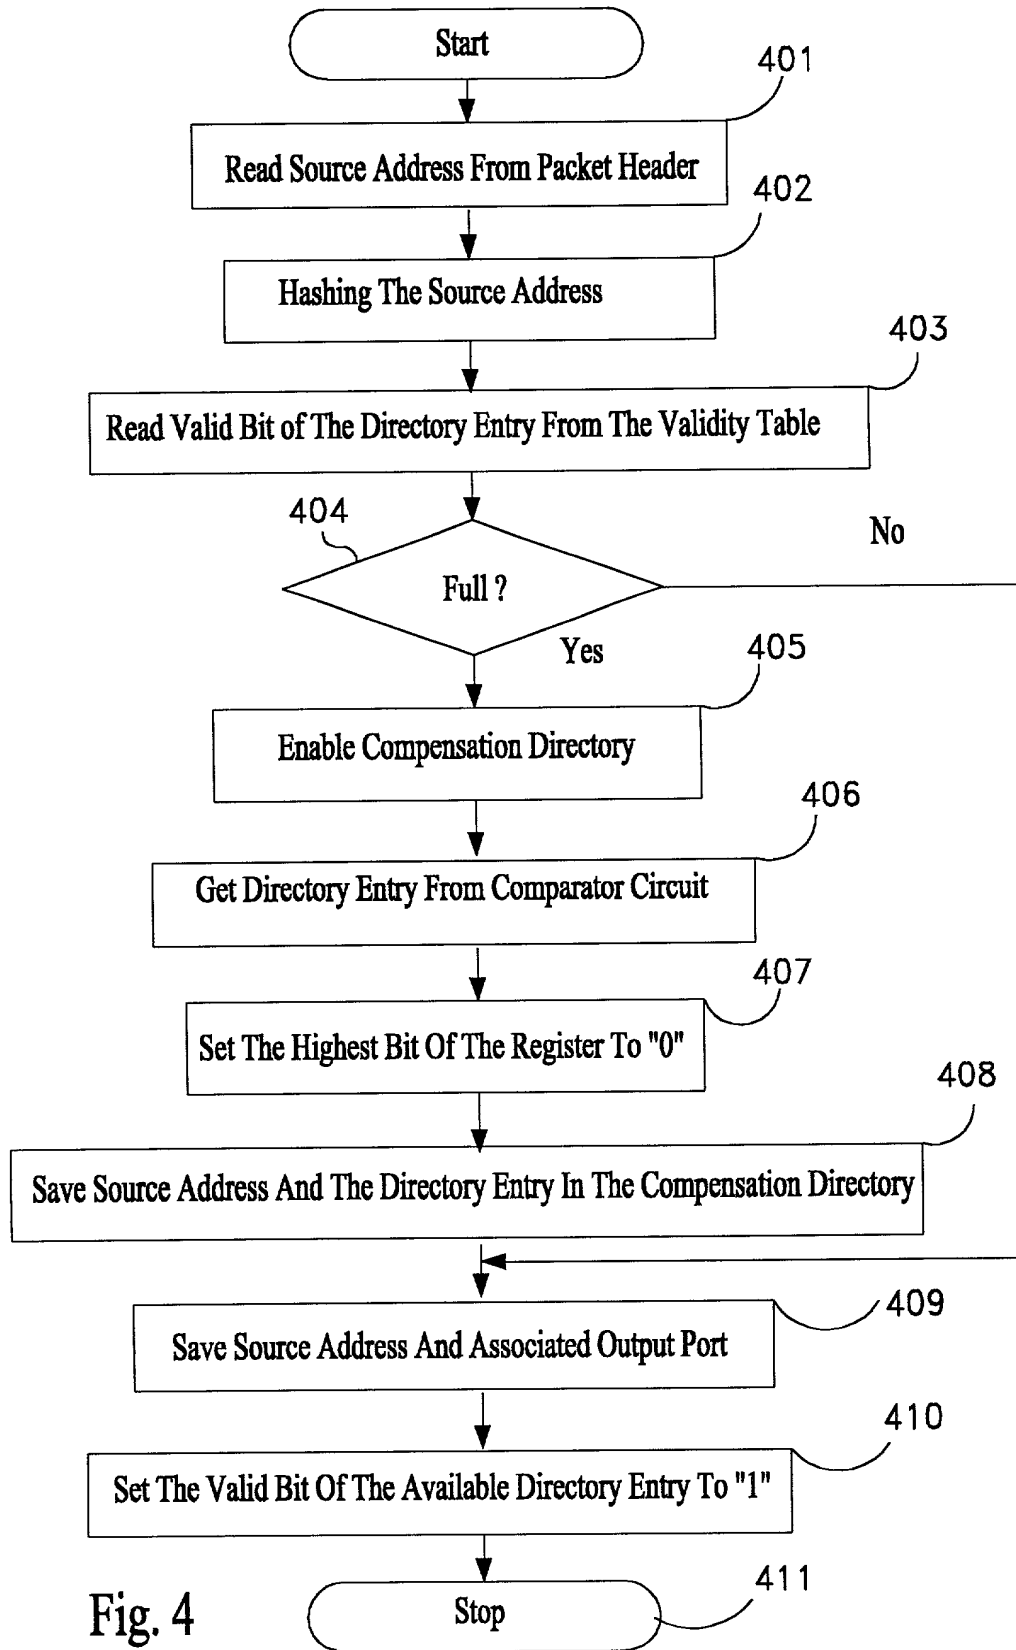 Start
401
Read Source Address From Packet Header
402
Hashing The Source Address
403
Read Valid Bit of The Directory Entry From The Validity Table
404
No
Full ?
Yes
405
Enable Compensation Directory
406
Get Directory Entry From Comparator Circuit
407
Set The Highest Bit Of The Register To "0"
408
Save Source Address And The Directory Entry In The Compensation Directory
409
Save Source Address And Associated Output Port
410
Set The Valid Bit Of The Available Directory Entry To "1"
411
Stop
Fig. 4